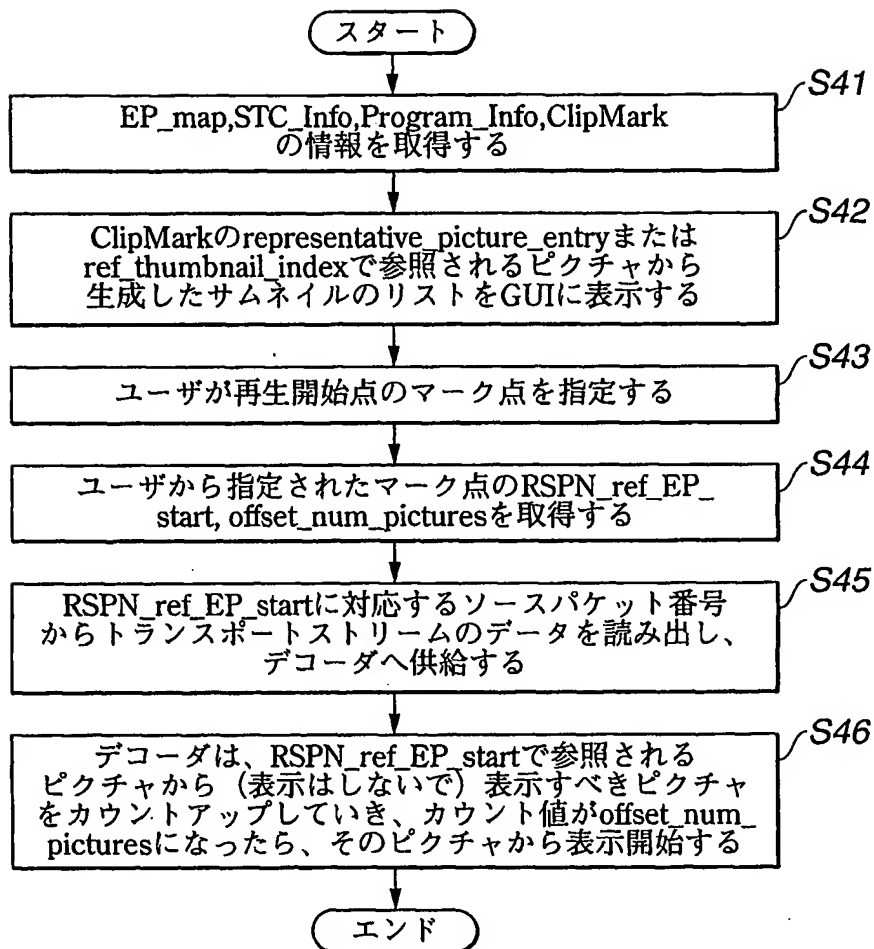 スタート
S41
EP_map,STC_Info,Program_Info,ClipMark
の情報を取得する
S42
ClipMarkのrepresentative_picture_entryまたは
ref_thumbnail_indexで参照されるピクチャから
生成したサムネイルのリストをGUIに表示する
S43
ユーザが再生開始点のマーク点を指定する
S44
ユーザから指定されたマーク点のRSPN_ref_EP_
start, offset_num_picturesを取得する
S45
RSPN_ref_EP_startに対応するソースパケット番号
からトランスポートストリームのデータを読み出し、
デコーダへ供給する
S46
デコーダは、RSPN_ref_EP_startで参照される
ピクチャから（表示はしないで）表示すべきピクチャ
をカウントアップしていき、カウント値がoffset_num_
picturesになったら、そのピクチャから表示開始する
エンド